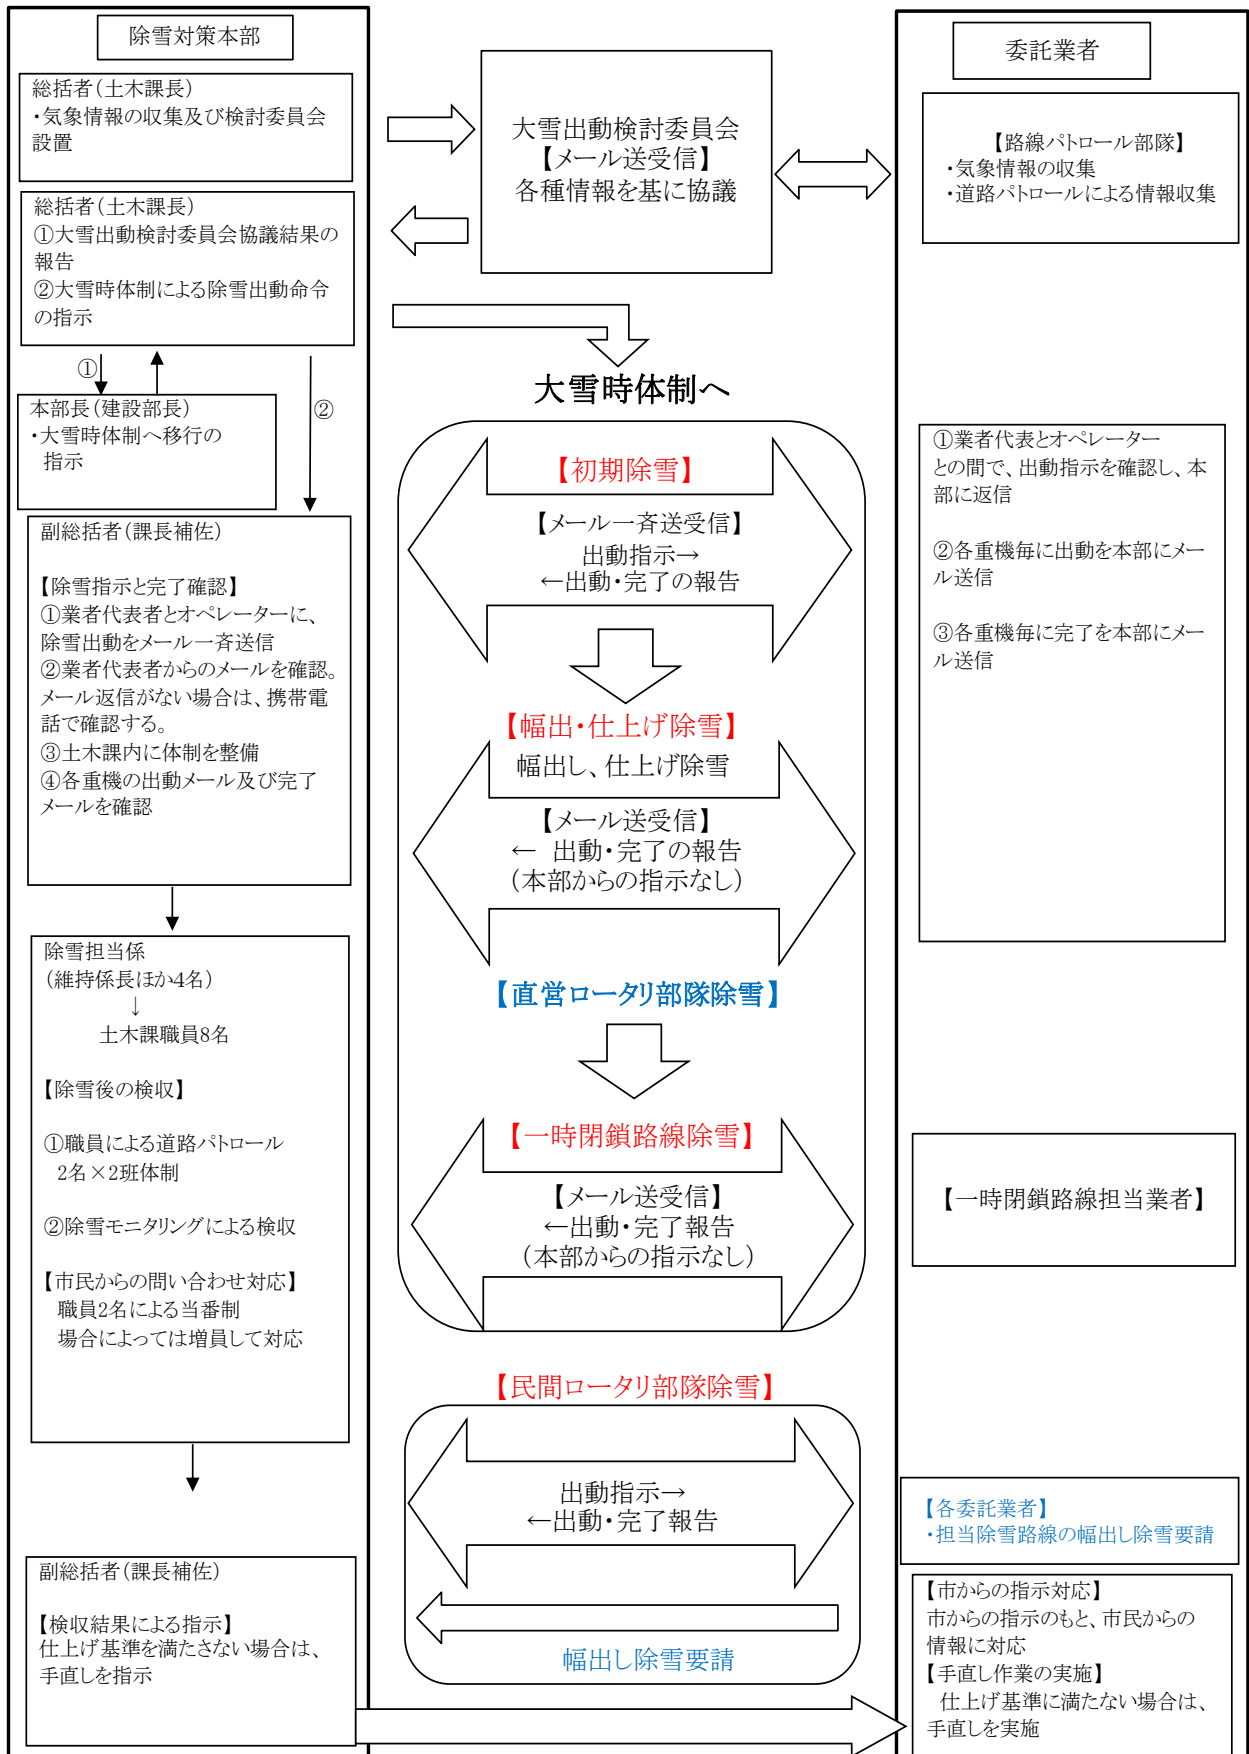 除雪対策本部
総括者(土木課長)
・気象情報の収集及び検討委員会
設置
総括者(土木課長)
①大雪出動検討委員会協議結果の
報告
②大雪時体制による除雪出動命令
の指示
①
②
本部長(建設部長)
・大雪時体制へ移行の
指示
副総括者(課長補佐)
【除雪指示と完了確認】
①業者代表者とオペレーターに、
除雪出動をメール一斉送信
②業者代表者からのメールを確認。
メール返信がない場合は、携帯電
話で確認する。
③土木課内に体制を整備
④各重機の出動メール及び完了
メールを確認
除雪担当係
(維持係長ほか4名)
↓
土木課職員8名
【除雪後の検収】
①職員による道路パトロール
2名×2班体制
②除雪モニタリングによる検収
【市民からの問い合わせ対応】
職員2名による当番制
場合によっては増員して対応
副総括者(課長補佐)
【検収結果による指示】
仕上げ基準を満たさない場合は、
手直しを指示
大雪出動検討委員会
【メール送受信】
各種情報を基に協議
大雪時体制へ
【初期除雪】
【メール一斉送受信】
出動指示→
←出動・完了の報告
【幅出・仕上げ除雪】
幅出し、仕上げ除雪
【メール送受信】
← 出動・完了の報告
(本部からの指示なし)
【直営ロータリ部隊除雪】
【一時閉鎖路線除雪】
【メール送受信】
←出動・完了報告
(本部からの指示なし)
【民間ロータリ部隊除雪】
出動指示→
←出動・完了報告
幅出し除雪要請
委託業者
【路線パトロール部隊】
・気象情報の収集
・道路パトロールによる情報収集
①業者代表とオペレーター
との間で、出動指示を確認し、本
部に返信
②各重機毎に出動を本部にメー
ル送信
③各重機毎に完了を本部にメー
ル送信
【一時閉鎖路線担当業者】
【各委託業者】
・担当除雪路線の幅出し除雪要請
【市からの指示対応】
市からの指示のもと、市民からの
情報に対応
【手直し作業の実施】
仕上げ基準に満たない場合は、
手直しを実施